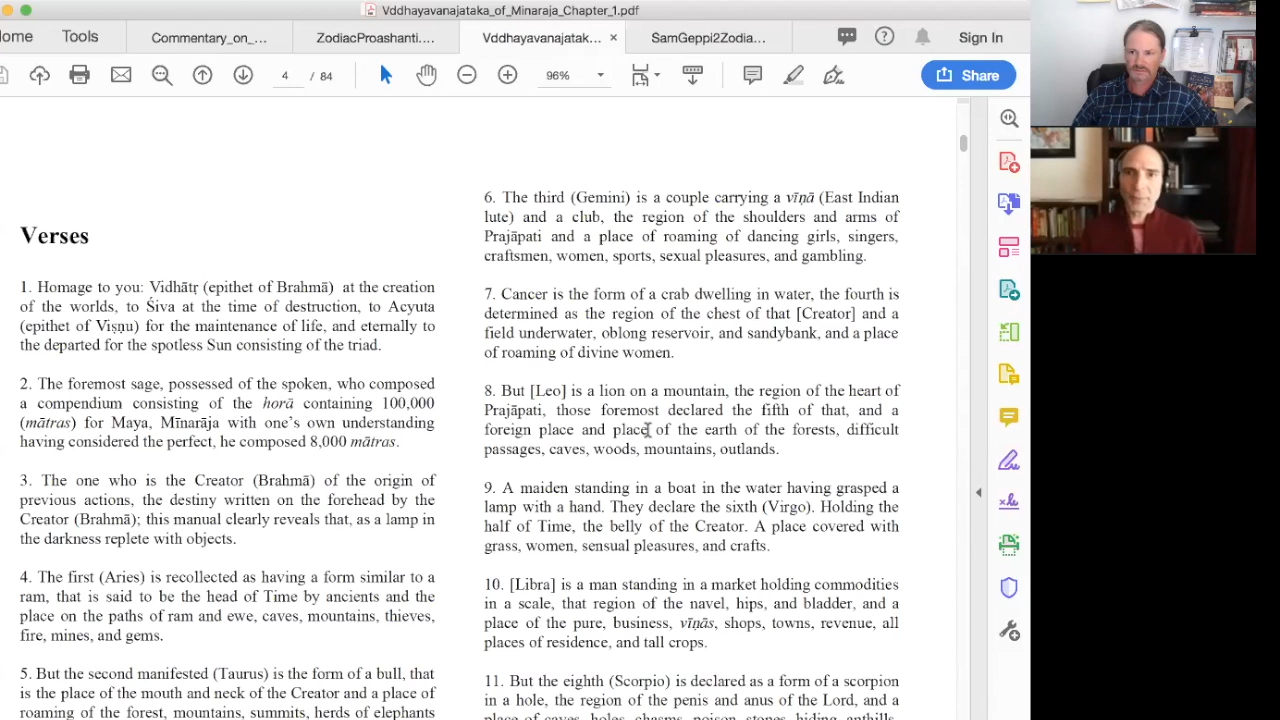 Vddhayavanajataka_of_Minaraja_Chapter_1.pdf
ome
Tools
Commentary_on_...
ZodiacProashanti....
Vddhayavanajatak...
×
SamGeppi2Zodia...
Sign In
4 / 84
96%
Share
Verses
1. Homage to you: Vidhātṛ (epithet of Brahmā) at the creation
of the worlds, to Śiva at the time of destruction, to Acyuta
(epithet of Viṣṇu) for the maintenance of life, and eternally to
the departed for the spotless Sun consisting of the triad.
2. The foremost sage, possessed of the spoken, who composed
a compendium consisting of the horā containing 100,000
(mātras) for Maya, Mīnarāja with one's own understanding
having considered the perfect, he composed 8,000 mātras.
3. The one who is the Creator (Brahmā) of the origin of
previous actions, the destiny written on the forehead by the
Creator (Brahmā); this manual clearly reveals that, as a lamp in
the darkness replete with objects.
4. The first (Aries) is recollected as having a form similar to a
ram, that is said to be the head of Time by ancients and the
place on the paths of ram and ewe, caves, mountains, thieves,
fire, mines, and gems.
5. But the second manifested (Taurus) is the form of a bull, that
is the place of the mouth and neck of the Creator and a place of
roaming of the forest, mountains, summits, herds of elephants
6. The third (Gemini) is a couple carrying a vīṇā (East Indian
lute) and a club, the region of the shoulders and arms of
Prajāpati and a place of roaming of dancing girls, singers,
craftsmen, women, sports, sexual pleasures, and gambling.
7. Cancer is the form of a crab dwelling in water, the fourth is
determined as the region of the chest of that [Creator] and a
field underwater, oblong reservoir, and sandybank, and a place
of roaming of divine women.
8. But [Leo] is a lion on a mountain, the region of the heart of
Prajāpati, those foremost declared the fifth of that, and a
foreign place and place of the earth of the forests, difficult
passages, caves, woods, mountains, outlands.
9. A maiden standing in a boat in the water having grasped a
lamp with a hand. They declare the sixth (Virgo). Holding the
half of Time, the belly of the Creator. A place covered with
grass, women, sensual pleasures, and crafts.
10. [Libra] is a man standing in a market holding commodities
in a scale, that region of the navel, hips, and bladder, and a
place of the pure, business, vīṇās, shops, towns, revenue, all
places of residence, and tall crops.
11. But the eighth (Scorpio) is declared as a form of a scorpion
in a hole, the region of the penis and anus of the Lord, and a
place of caves, holes, chasms, poison, stones, hiding, anthills,